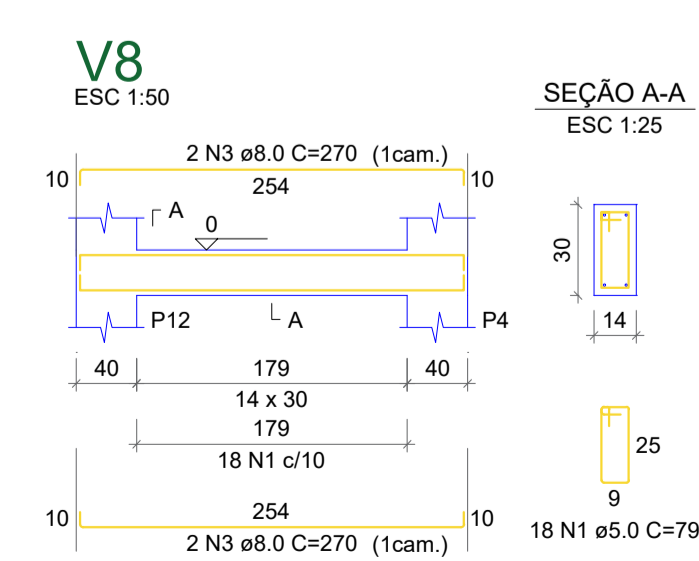 V8
ESC 1:50
SEÇÃO A-A
ESC 1:25
2 N3 ø8.0 C=270 (1cam.)
10 254 10
A
0
30
14
P12 A P4
40 179 40
14 x 30
179
18 N1 c/10
25
9
18 N1 ø5.0 C=79
10 254 10
2 N3 ø8.0 C=270 (1cam.)